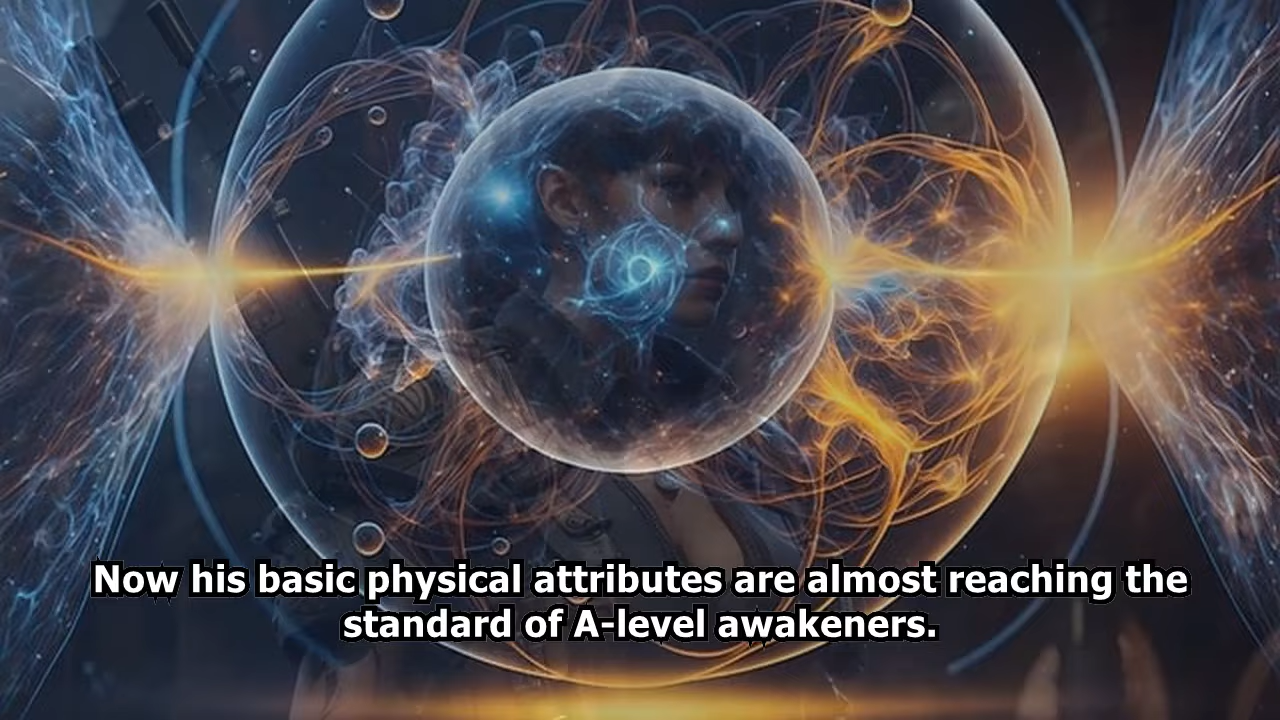 Now his basic physical attributes are almost reaching the
standard of A-level awakeners.